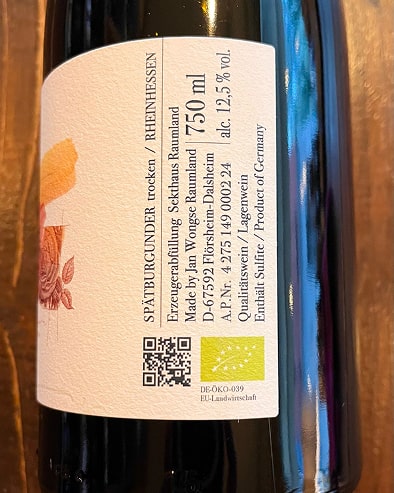 SPÄTBURGUNDER trocken / RHEINHESSEN
Erzeugerabfüllung Sekthaus Raumland
Made by Jan Wongse Raumland
D-67592 Flörsheim-Dalsheim
750 ml
A.P.Nr. 4 275 149 0002 24
Qualitätswein / Lagenwein
alc. 12,5 % vol.
Enthält Sulfite / Product of Germany
DE-ÖKO-039
EU-Landwirtschaft